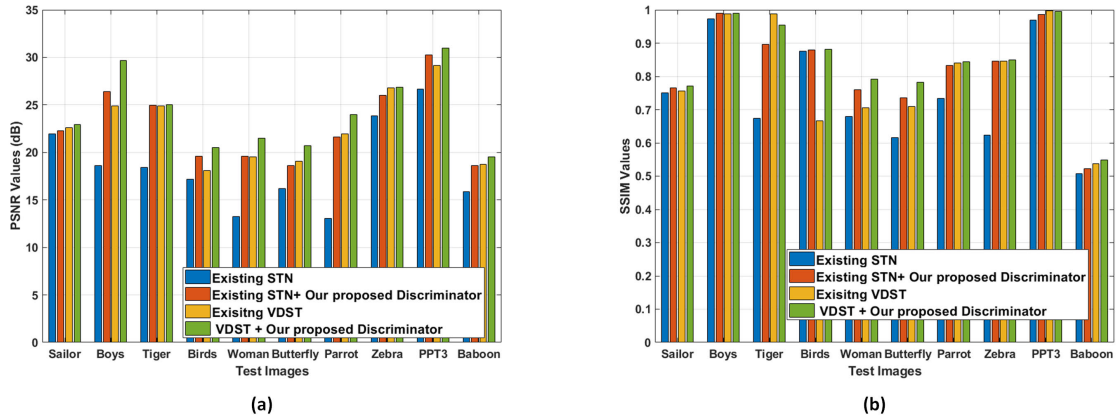 35
30
25
20
15
10
5
0
PSNR Values (dB)
Existing STN
Existing STN+ Our proposed Discriminator
Exisitng VDST
VDST + Our proposed Discriminator
Sailor Boys Tiger Birds Woman Butterfly Parrot Zebra PPT3 Baboon
Test Images
(a)
1
0.9
0.8
0.7
0.6
0.5
0.4
0.3
0.2
0.1
0
SSIM Values
Existing STN
Existing STN+ Our proposed Discriminator
Exisitng VDST
VDST + Our proposed Discriminator
Sailor Boys Tiger Birds Woman Butterfly Parrot Zebra PPT3 Baboon
Test Images
(b)